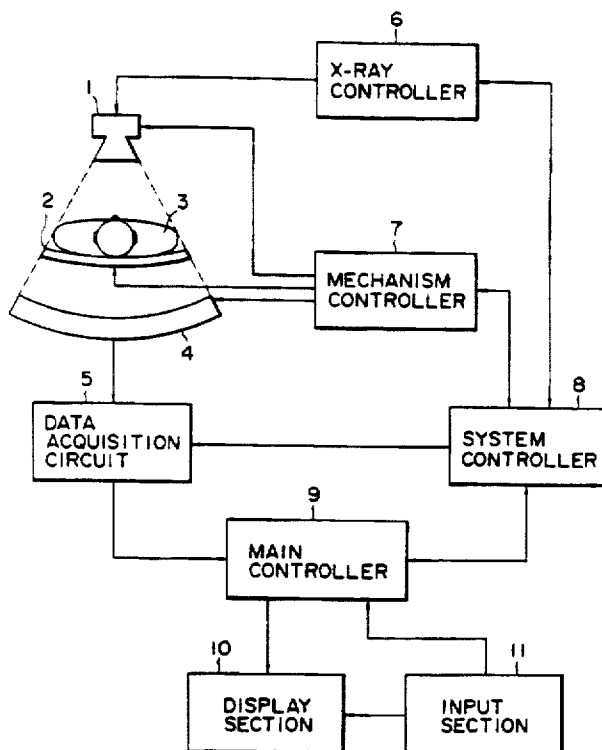 6
X-RAY
CONTROLLER
1
2
3
7
MECHANISM
CONTROLLER
4
5
DATA
ACQUISITION
CIRCUIT
8
SYSTEM
CONTROLLER
9
MAIN
CONTROLLER
10
DISPLAY
SECTION
11
INPUT
SECTION